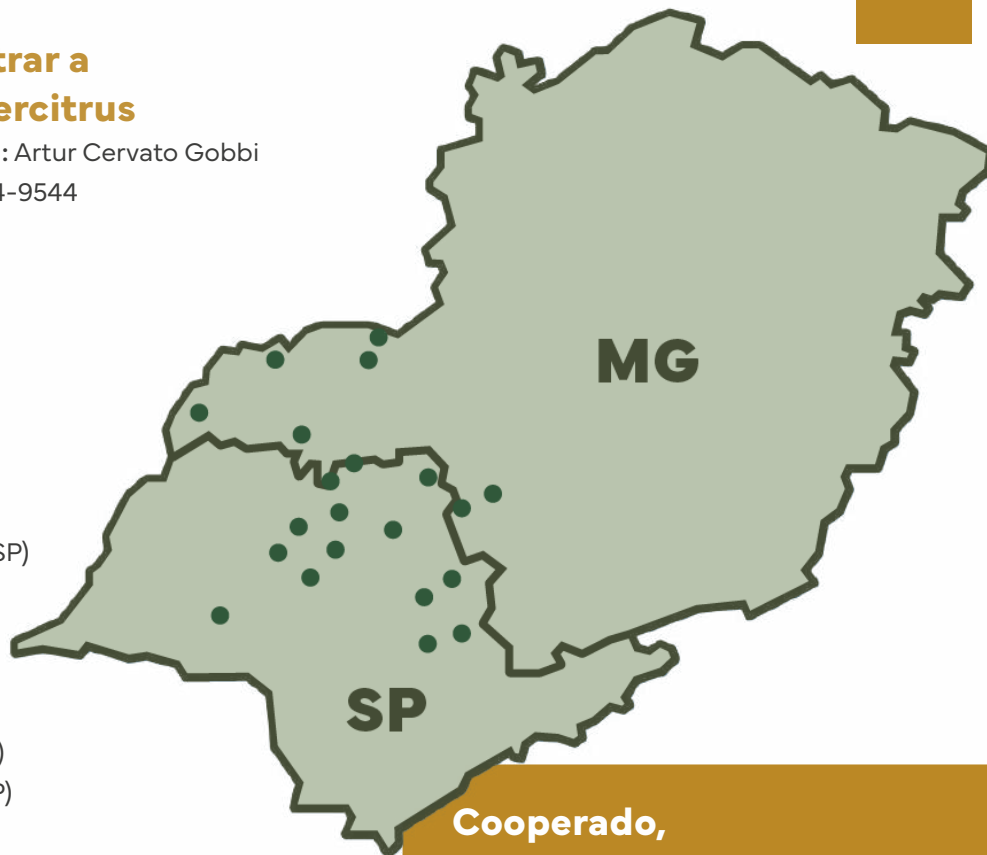 trar a
ercitrus
: Artur Cervato Gobbi
4-9544
MG
SP)
SP
)
P)
Cooperado,